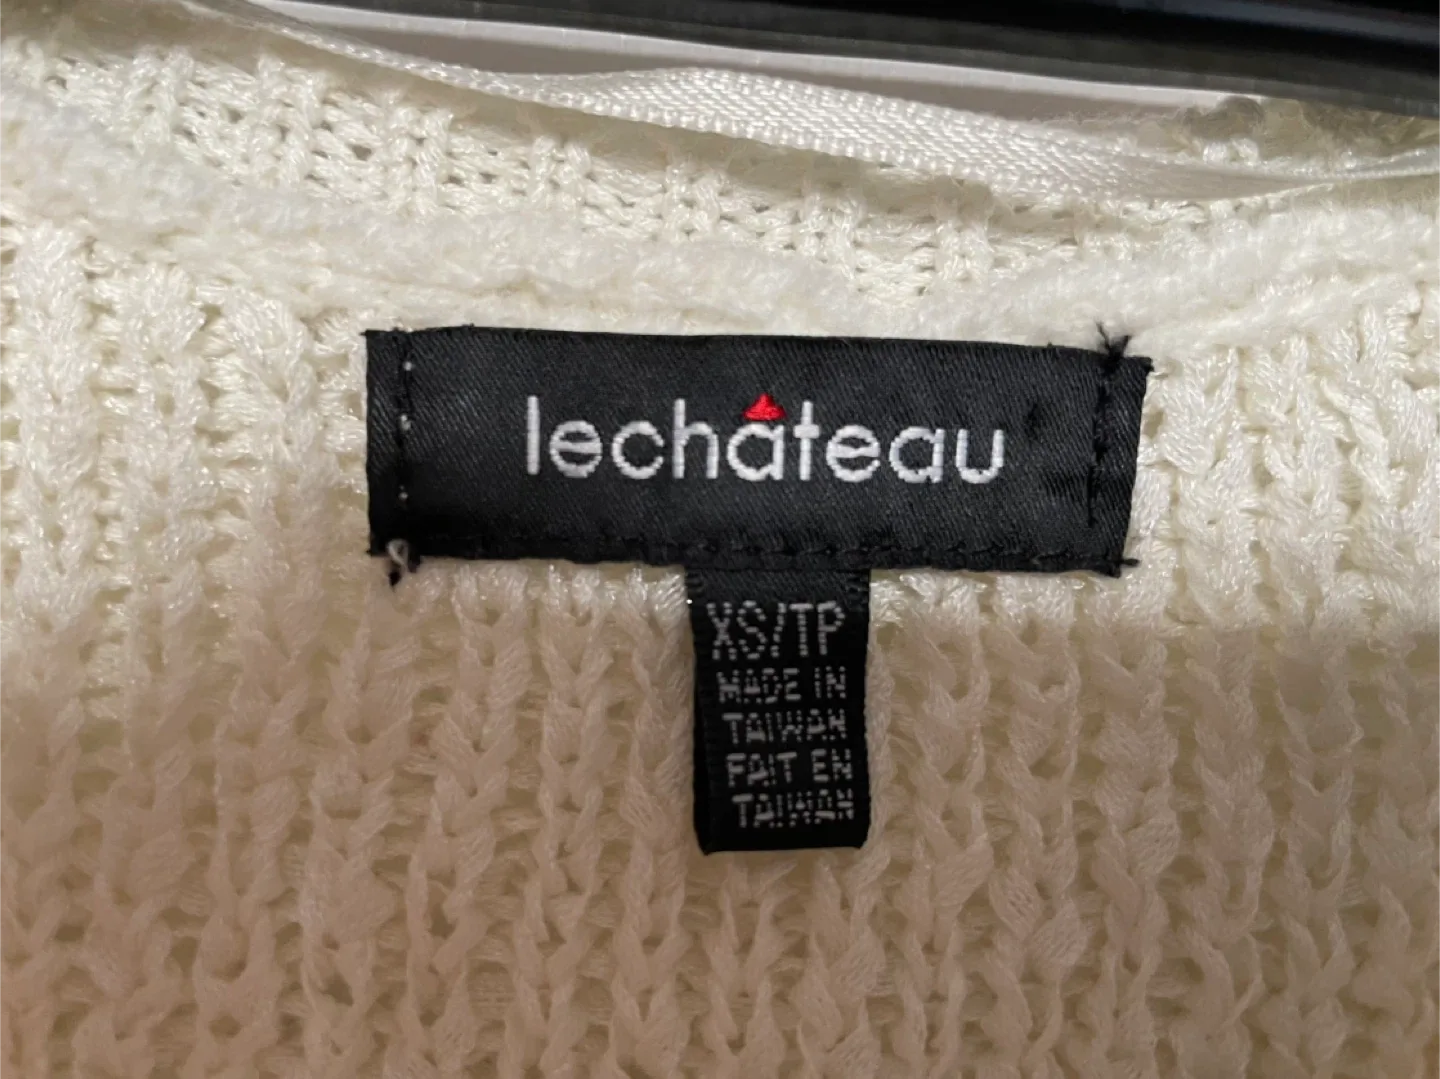 lechâteau
XS/TP
MADE IN
TAIWAN
FAIT EN
TAIWAN